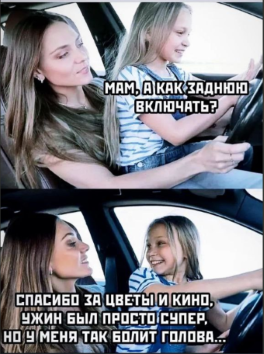 МАМ, А КАК ЗАДНЮЮ
ВКЛЮЧАТЬ?
СПАСИБО ЗА ЦВЕТЫ И КИНО,
УЖИН БЫЛ ПРОСТО СУПЕР,
НО У МЕНЯ ТАК БОЛИТ ГОЛОВА...